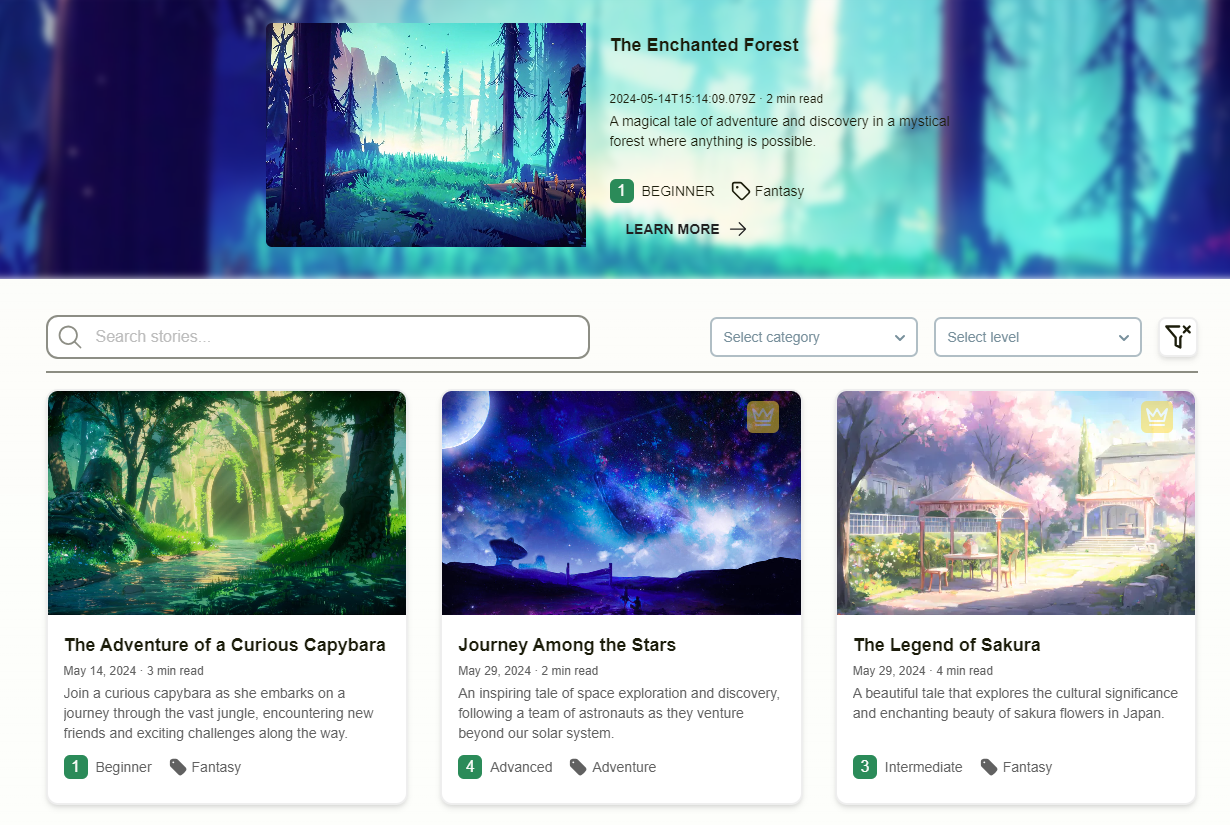 The Enchanted Forest
2024-05-14T15:14:09.079Z · 2 min read
A magical tale of adventure and discovery in a mystical
forest where anything is possible.
1 BEGINNER Fantasy
LEARN MORE
Search stories...
Select category
Select level
The Adventure of a Curious Capybara
May 14, 2024 · 3 min read
Join a curious capybara as she embarks on a
journey through the vast jungle, encountering new
friends and exciting challenges along the way.
1 Beginner Fantasy
Journey Among the Stars
May 29, 2024 · 2 min read
An inspiring tale of space exploration and discovery,
following a team of astronauts as they venture
beyond our solar system.
4 Advanced Adventure
The Legend of Sakura
May 29, 2024 · 4 min read
A beautiful tale that explores the cultural significance
and enchanting beauty of sakura flowers in Japan.
3 Intermediate Fantasy